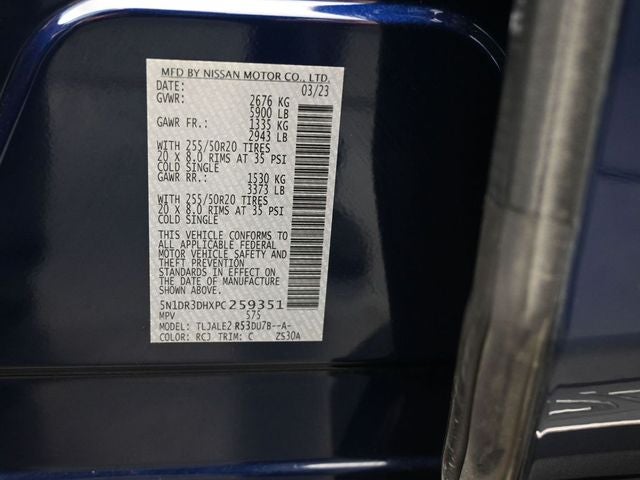 MFD BY NISSAN MOTOR CO., LTD.
DATE: 03/23
GVWR: 2676 KG
5900 LB
GAWR FR.: 1335 KG
2943 LB
WITH 255/50R20 TIRES
20 X 8.0 RIMS AT 35 PSI
COLD SINGLE
GAWR RR.: 1530 KG
3373 LB
WITH 255/50R20 TIRES
20 X 8.0 RIMS AT 35 PSI
COLD SINGLE
THIS VEHICLE CONFORMS TO
ALL APPLICABLE FEDERAL
MOTOR VEHICLE SAFETY AND
THEFT PREVENTION
STANDARDS IN EFFECT ON
THE DATE OF MANUFACTURE
SHOWN ABOVE.
5N1DR3DHXPC259351
MPV 575
MODEL: TLJALE2 R53DU7B--A-
COLOR: RCJ TRIM: C ZS30A